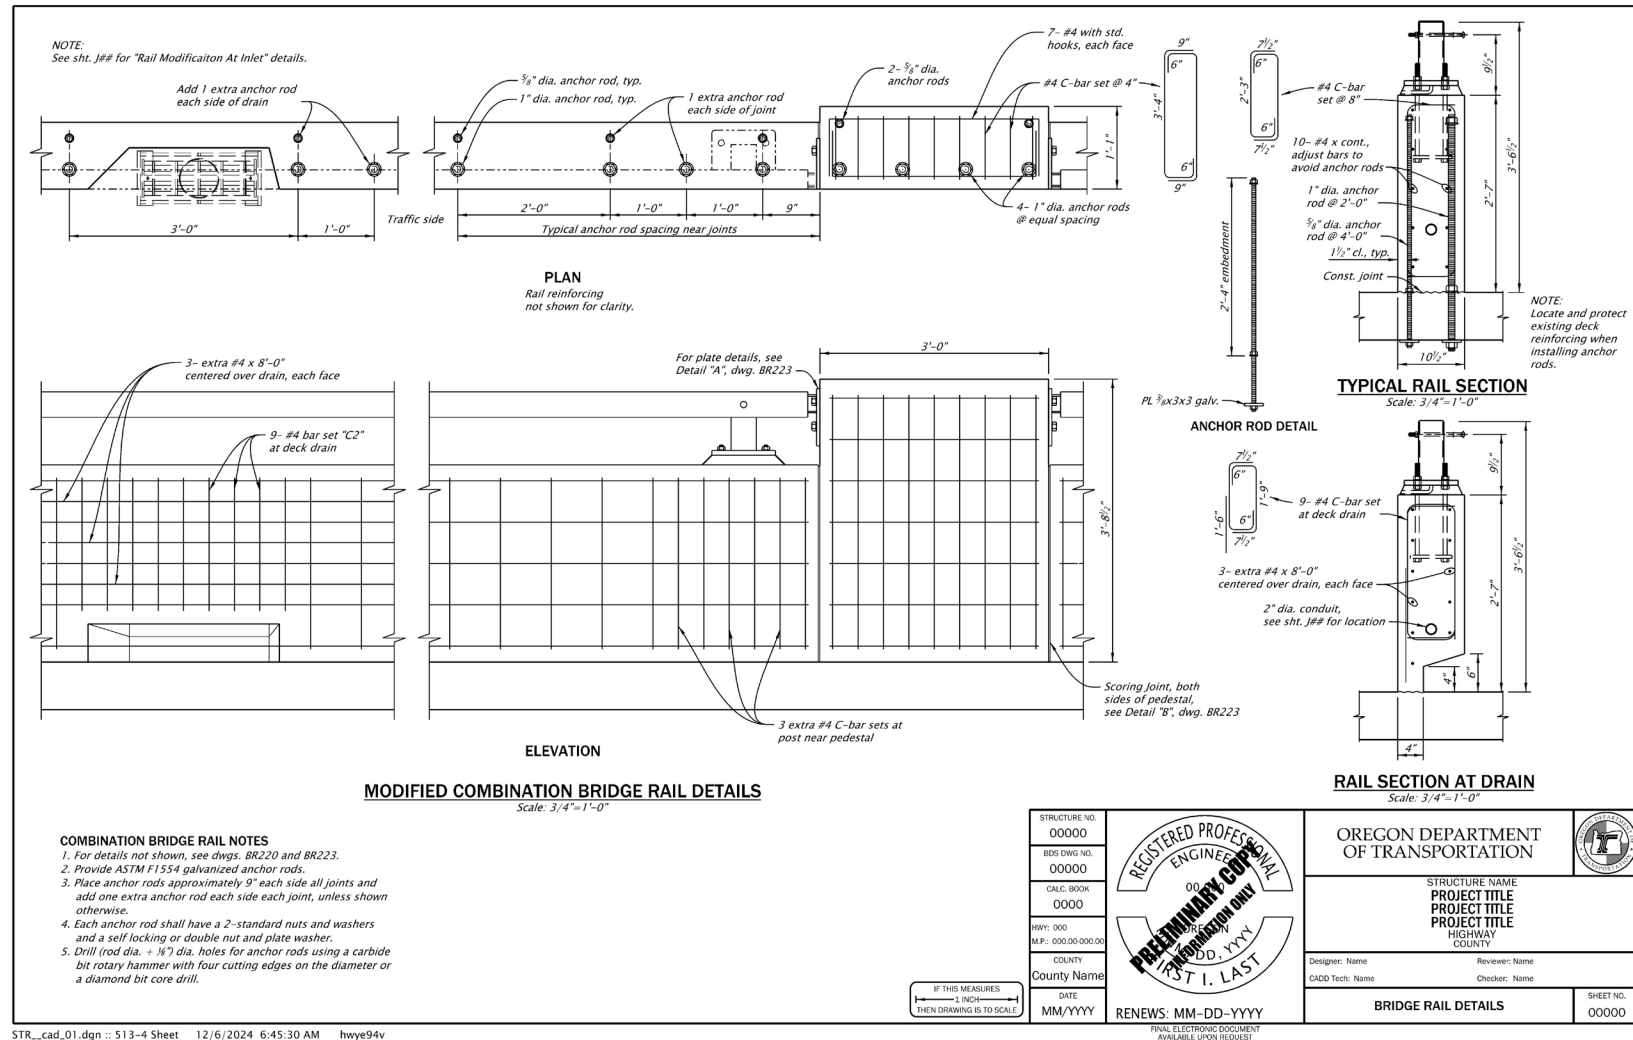 NOTE:
See sht. J## for "Rail Modificaiton At Inlet" details.
Add 1 extra anchor rod
each side of drain
5/8" dia. anchor rod, typ.
1" dia. anchor rod, typ.
1 extra anchor rod
each side of joint
2- 5/8" dia.
anchor rods
7- #4 with std.
hooks, each face
#4 C-bar set @ 4"
1'-1"
4- 1" dia. anchor rods
@ equal spacing
3'-0"
1'-0"
Traffic side
2'-0"
1'-0"
1'-0"
9"
Typical anchor rod spacing near joints
PLAN
Rail reinforcing
not shown for clarity.
9"
6"
3'-4"
6"
9"
7½"
6"
2'-3"
6"
7½"
#4 C-bar
set @ 8"
10- #4 x cont.,
adjust bars to
avoid anchor rods
1" dia. anchor
rod @ 2'-0"
5/8" dia. anchor
rod @ 4'-0"
1½" cl., typ.
Const. joint
9½"
2'-7"
3'-6½"
10½"
NOTE:
Locate and protect
existing deck
reinforcing when
installing anchor
rods.
TYPICAL RAIL SECTION
Scale: 3/4"=1'-0"
2'-4" embedment
PL 3/8x3x3 galv.
ANCHOR ROD DETAIL
3- extra #4 x 8'-0"
centered over drain, each face
9- #4 bar set "C2"
at deck drain
For plate details, see
Detail "A", dwg. BR223
3'-0"
3'-8½"
3 extra #4 C-bar sets at
post near pedestal
Scoring Joint, both
sides of pedestal,
see Detail "B", dwg. BR223
ELEVATION
MODIFIED COMBINATION BRIDGE RAIL DETAILS
Scale: 3/4"=1'-0"
7½"
6"
1'-9"
1'-6"
6"
7½"
9- #4 C-bar set
at deck drain
3- extra #4 x 8'-0"
centered over drain, each face
2" dia. conduit,
see sht. J## for location
9½"
2'-7"
3'-6½"
4"
6"
4"
RAIL SECTION AT DRAIN
Scale: 3/4"=1'-0"
COMBINATION BRIDGE RAIL NOTES
1. For details not shown, see dwgs. BR220 and BR223.
2. Provide ASTM F1554 galvanized anchor rods.
3. Place anchor rods approximately 9" each side all joints and
add one extra anchor rod each side each joint, unless shown
otherwise.
4. Each anchor rod shall have a 2-standard nuts and washers
and a self locking or double nut and plate washer.
5. Drill (rod dia. + ⅛") dia. holes for anchor rods using a carbide
bit rotary hammer with four cutting edges on the diameter or
a diamond bit core drill.
IF THIS MEASURES
1 INCH
THEN DRAWING IS TO SCALE
STRUCTURE NO.
00000
BDS DWG NO.
00000
CALC. BOOK
0000
HWY: 000
M.P.: 000.00-000.00
COUNTY
County Name
DATE
MM/YYYY
REGISTERED PROFESSIONAL
ENGINEER
PRELIMINARY COPY
INFORMATION ONLY
DD, YYYY
FIRST I. LAST
RENEWS: MM-DD-YYYY
FINAL ELECTRONIC DOCUMENT
AVAILABLE UPON REQUEST
OREGON DEPARTMENT
OF TRANSPORTATION
OREGON DEPARTMENT OF TRANSPORTATION
STRUCTURE NAME
PROJECT TITLE
PROJECT TITLE
PROJECT TITLE
HIGHWAY
COUNTY
Designer: Name
Reviewer: Name
CADD Tech: Name
Checker: Name
BRIDGE RAIL DETAILS
SHEET NO.
00000
STR__cad_01.dgn :: 513-4 Sheet 12/6/2024 6:45:30 AM hwye94v